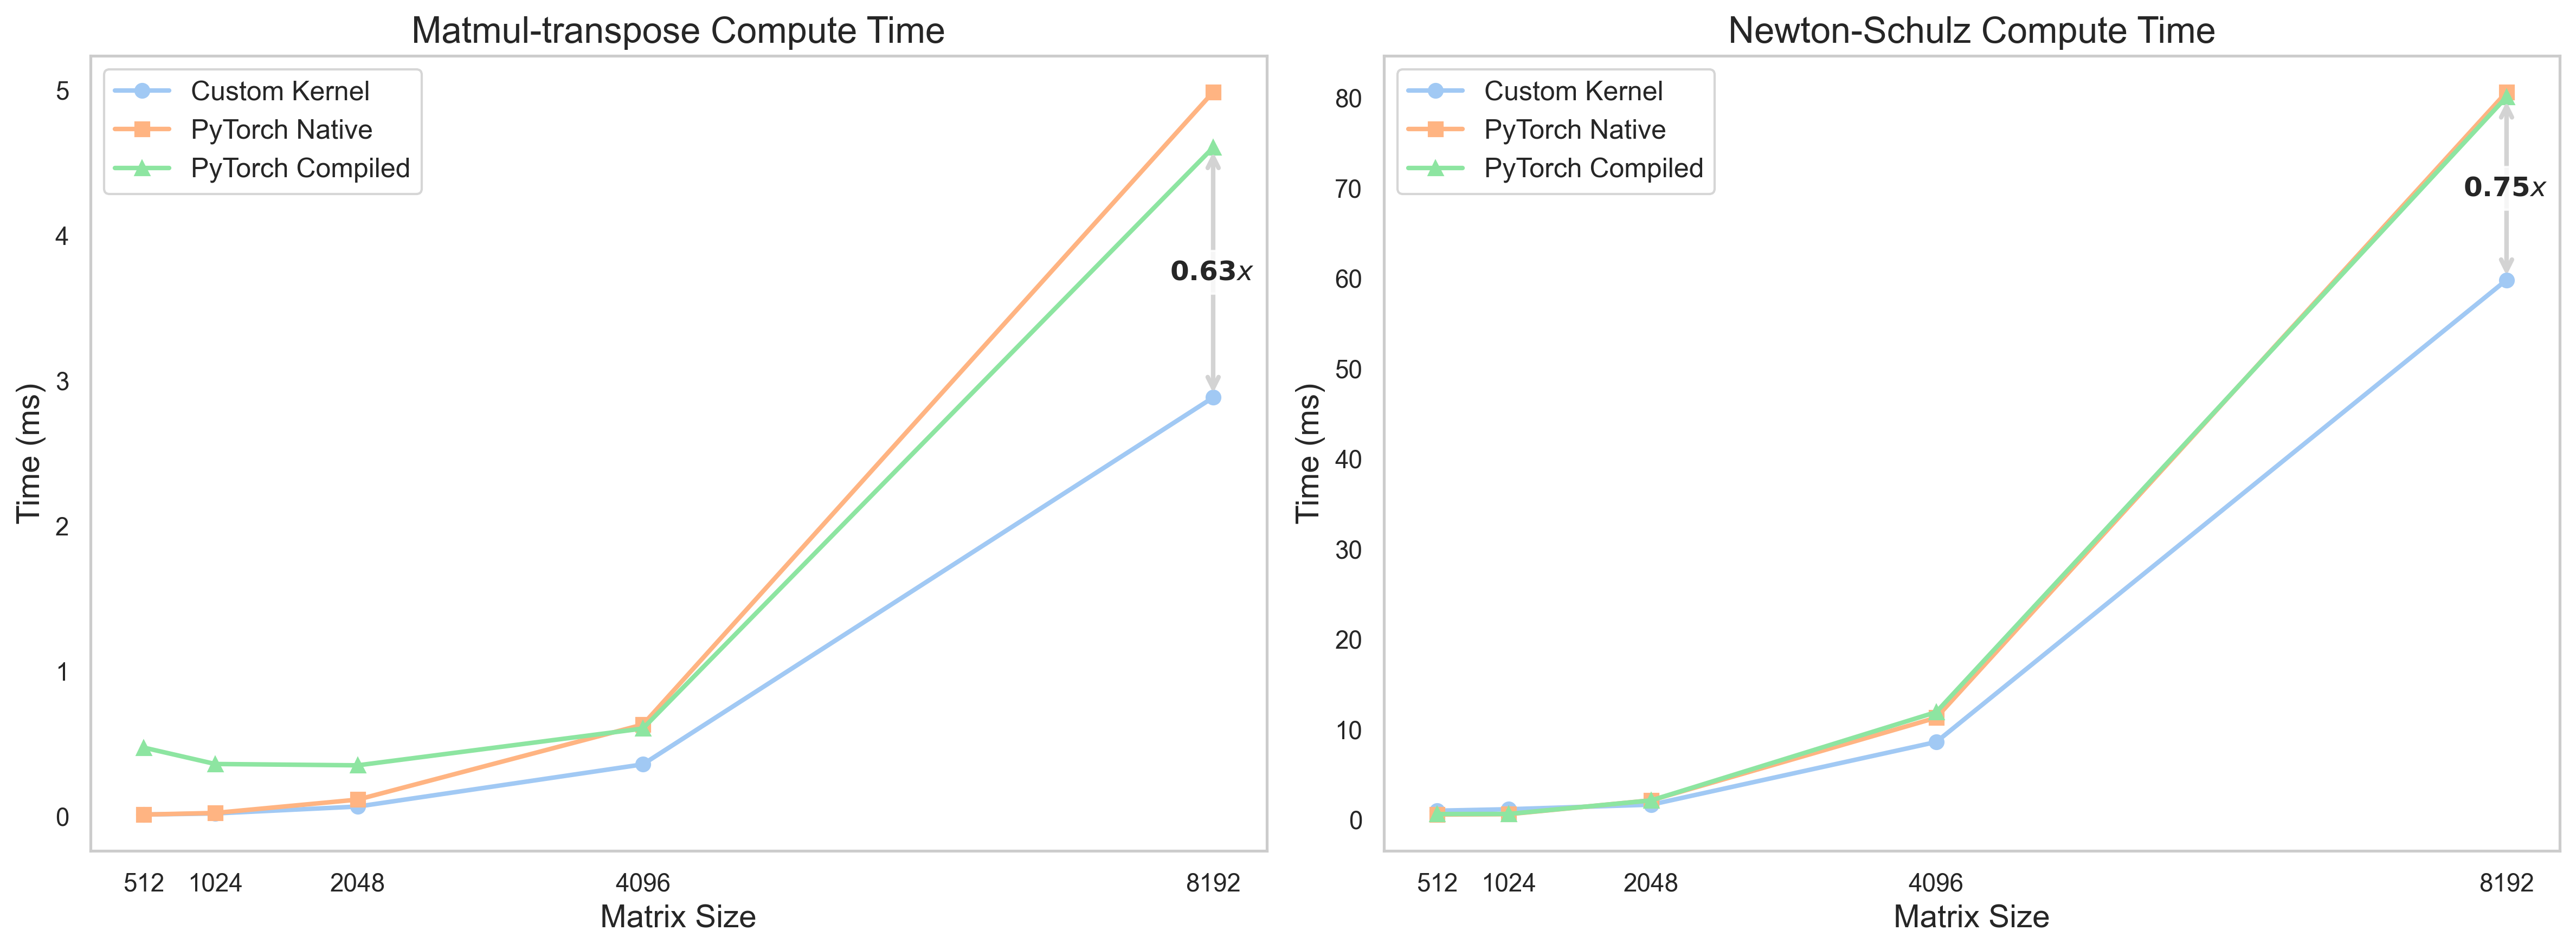 Matmul-transpose Compute Time
Custom Kernel
PyTorch Native
PyTorch Compiled
5
4
3
2
1
0
Time (ms)
0.63x
512 1024 2048 4096 8192
Matrix Size
Newton-Schulz Compute Time
Custom Kernel
PyTorch Native
PyTorch Compiled
80
70
60
50
40
30
20
10
0
Time (ms)
0.75x
512 1024 2048 4096 8192
Matrix Size